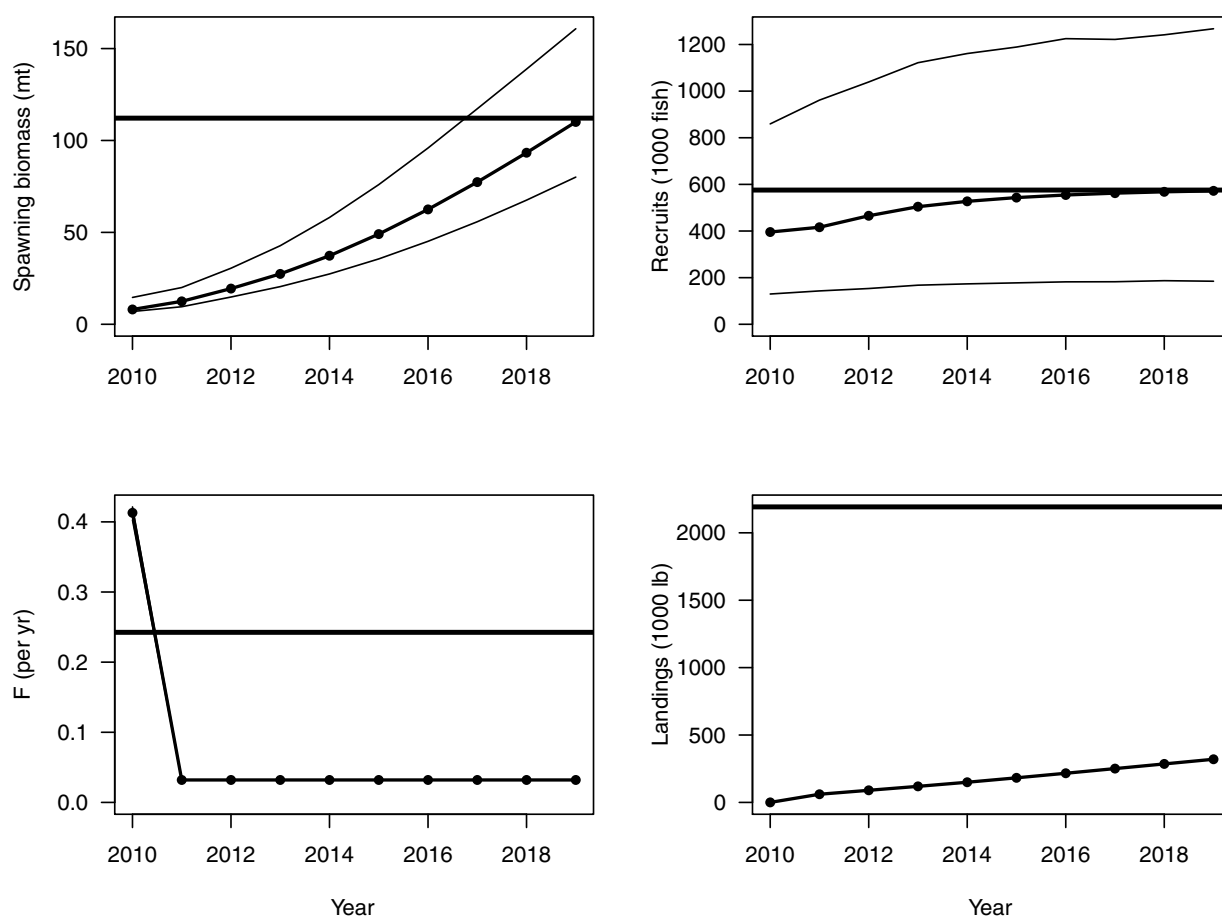 Spawning biomass (mt)
150
100
50
0
2010 2012 2014 2016 2018
Recruits (1000 fish)
1200
1000
800
600
400
200
0
2010 2012 2014 2016 2018
F (per yr)
0.4
0.3
0.2
0.1
0.0
2010 2012 2014 2016 2018
Year
Landings (1000 lb)
2000
1500
1000
500
0
2010 2012 2014 2016 2018
Year